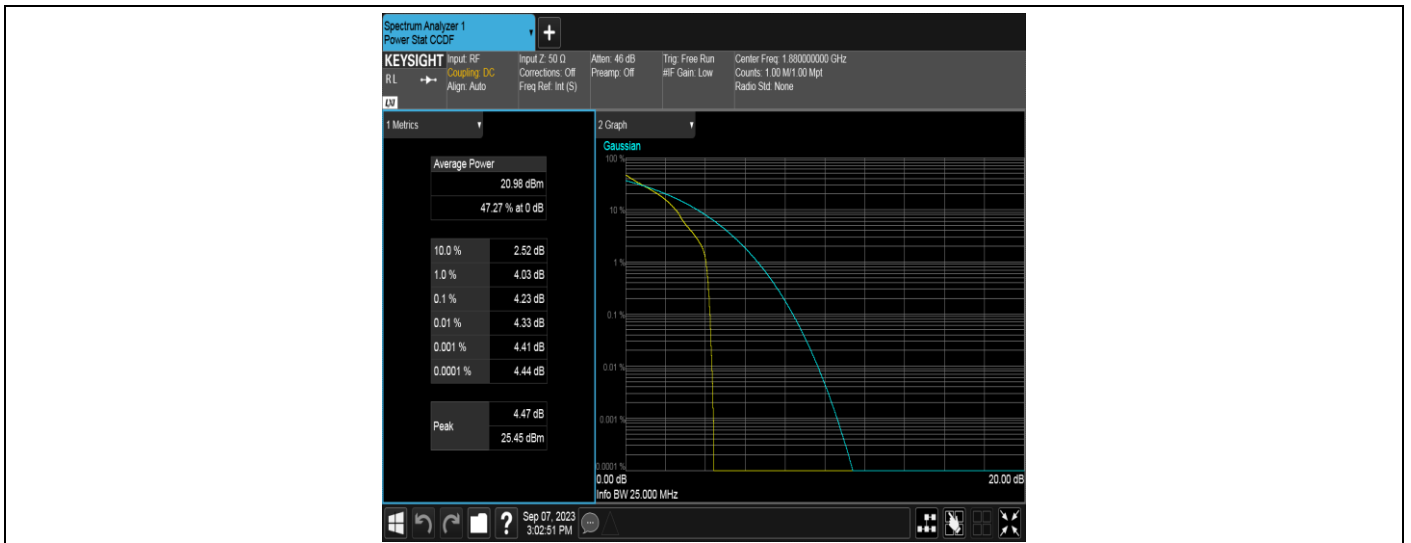 Spectrum Analyzer 1
Power Stat CCDF
+
KEYSIGHT
RL
LXI
Input: RF
Coupling: DC
Align: Auto
Input Z: 50 Ω
Corrections: Off
Freq Ref: Int (S)
Atten: 46 dB
Preamp: Off
Trig: Free Run
#IF Gain: Low
Center Freq: 1.880000000 GHz
Counts: 1.00 M/1.00 Mpt
Radio Std: None
1 Metrics
Average Power
20.98 dBm
47.27 % at 0 dB
10.0 % 2.52 dB
1.0 % 4.03 dB
0.1 % 4.23 dB
0.01 % 4.33 dB
0.001 % 4.41 dB
0.0001 % 4.44 dB
Peak 4.47 dB
25.45 dBm
2 Graph
Gaussian
100 %
10 %
1 %
0.1 %
0.01 %
0.001 %
0.0001 %
0.00 dB 20.00 dB
Info BW 25.000 MHz
?
Sep 07, 2023
3:02:51 PM